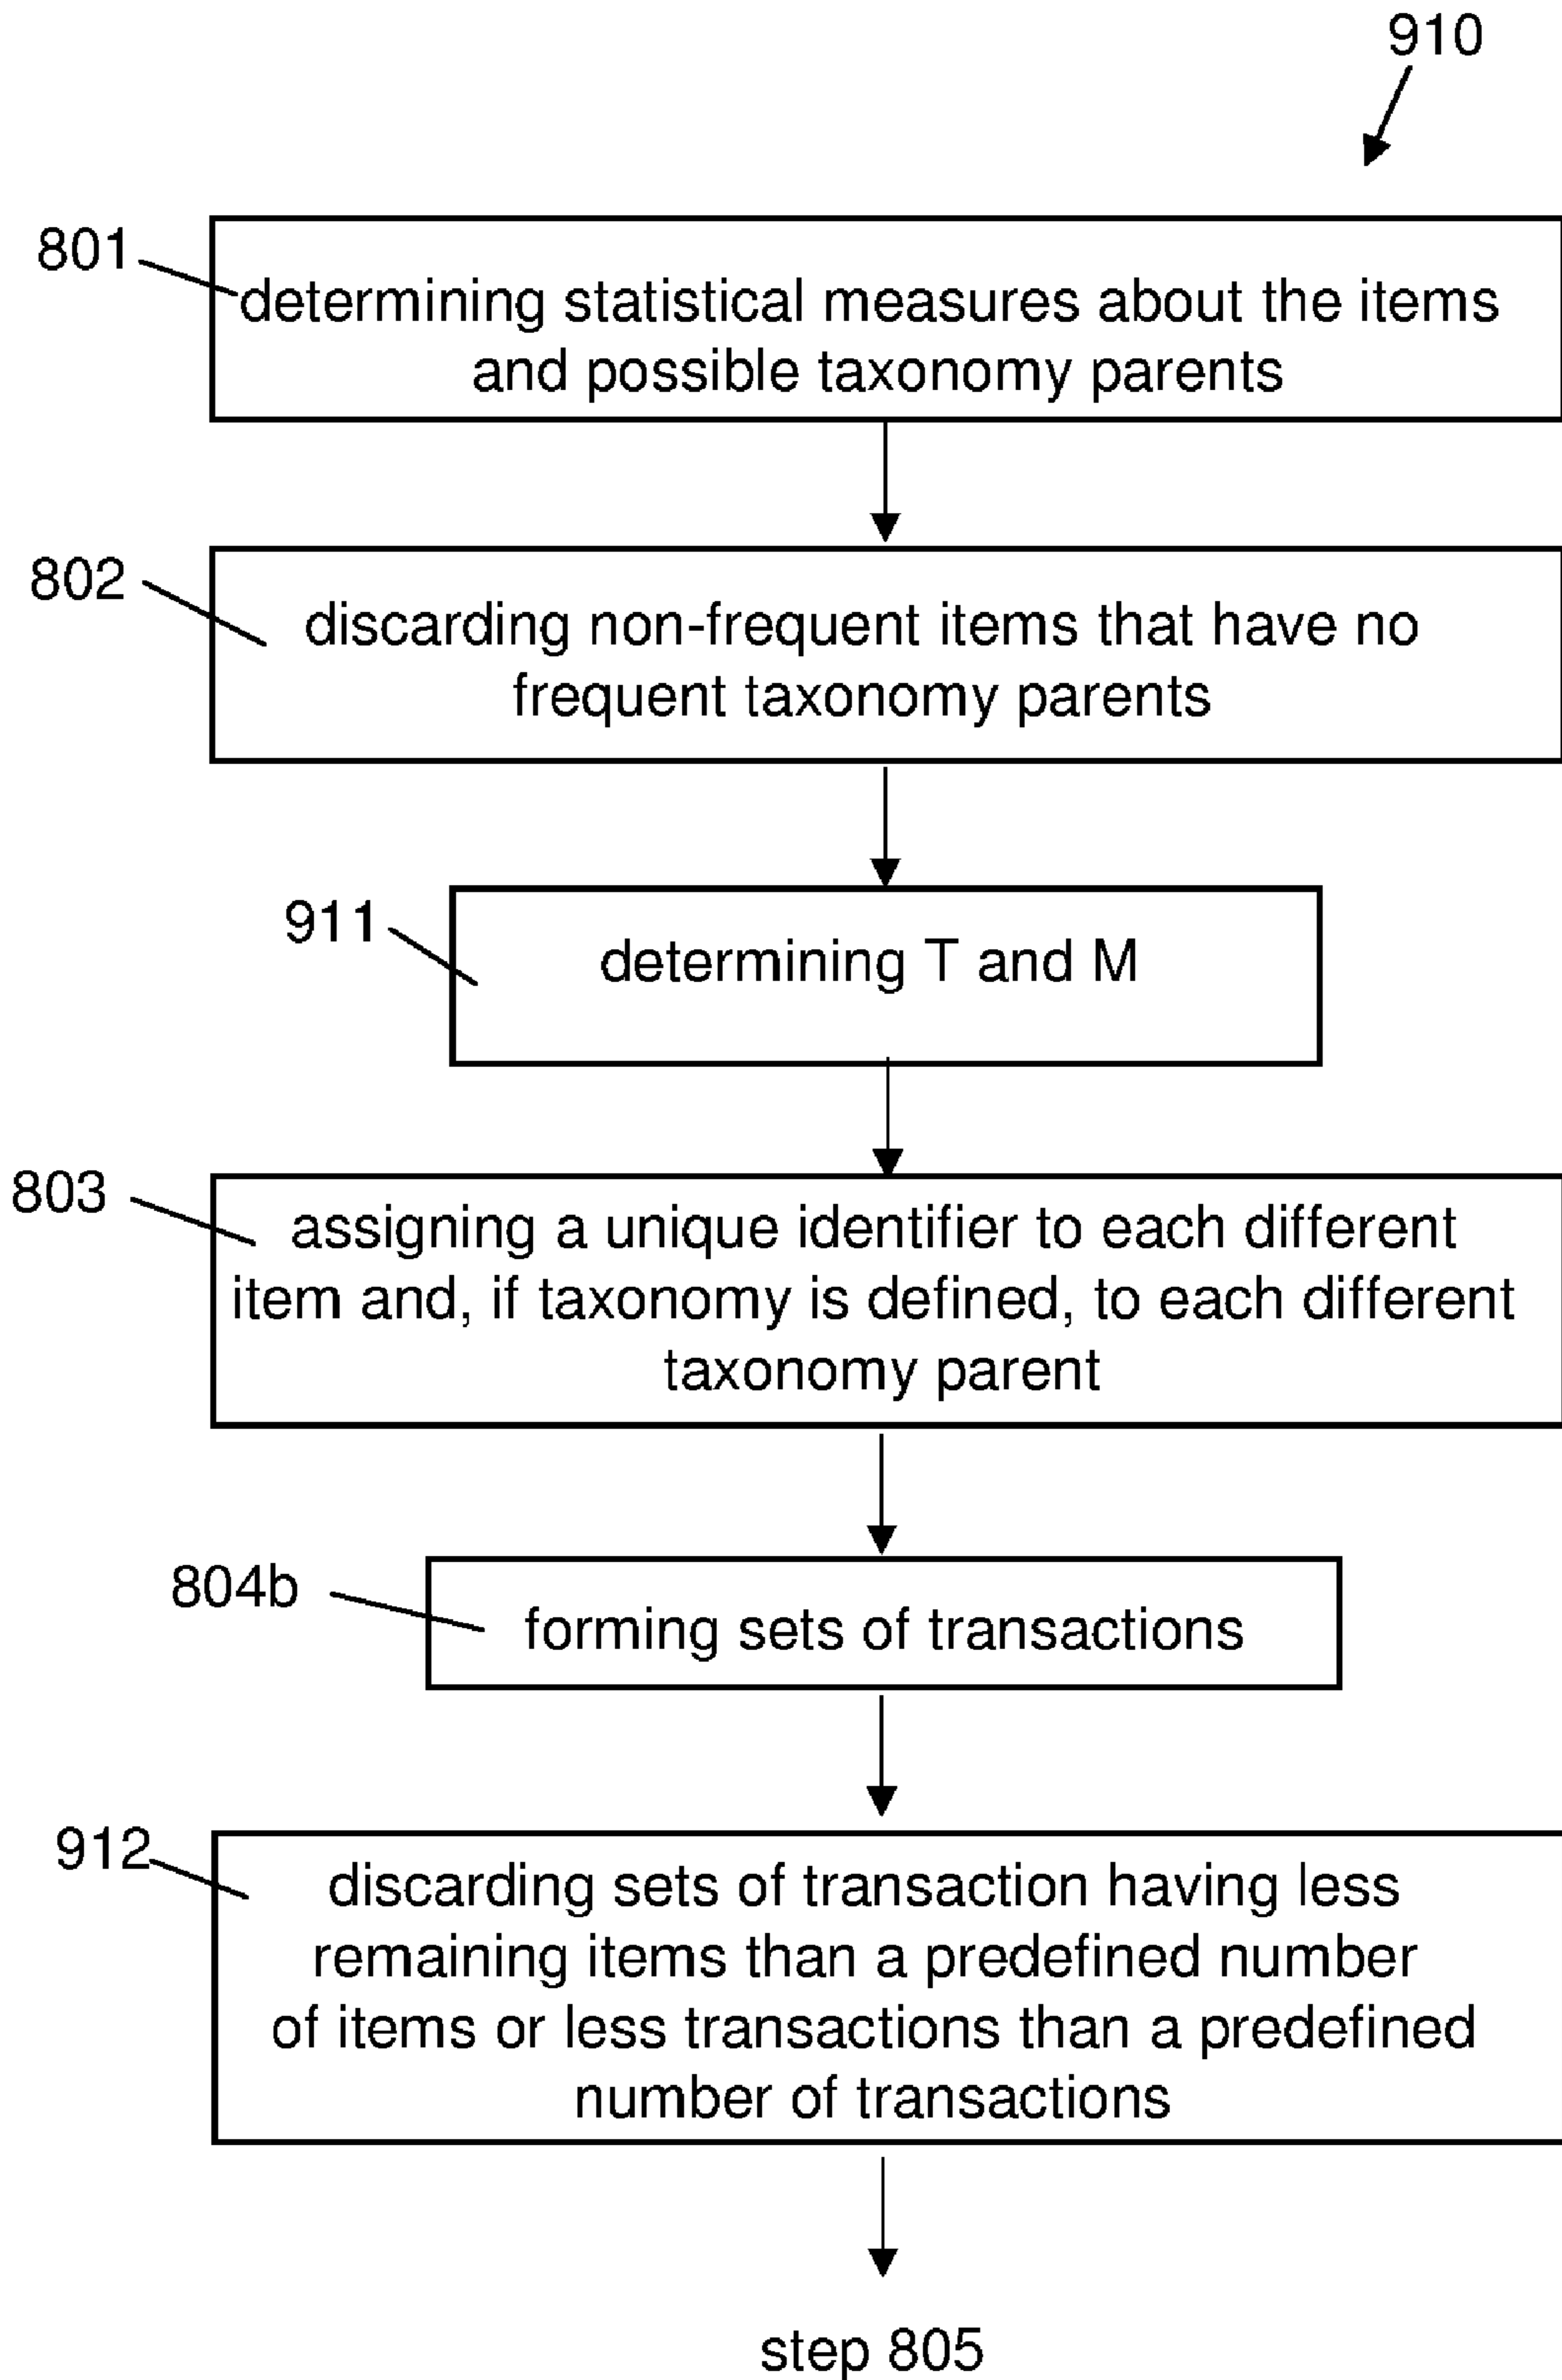 910
801
determining statistical measures about the items
and possible taxonomy parents
802
discarding non-frequent items that have no
frequent taxonomy parents
911
determining T and M
803
assigning a unique identifier to each different
item and, if taxonomy is defined, to each different
taxonomy parent
804b
forming sets of transactions
912
discarding sets of transaction having less
remaining items than a predefined number
of items or less transactions than a predefined
number of transactions
step 805